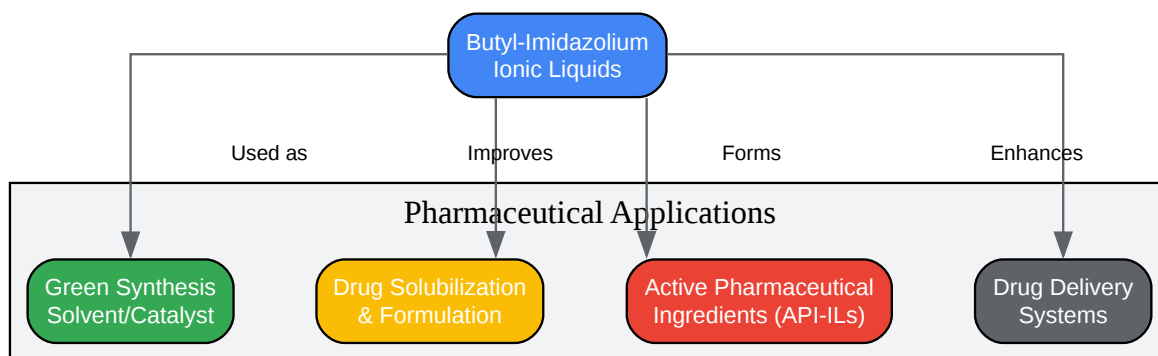 Butyl-Imidazolium
Ionic Liquids
Used as
Improves
Forms
Enhances
Pharmaceutical Applications
Green Synthesis
Solvent/Catalyst
Drug Solubilization
& Formulation
Active Pharmaceutical
Ingredients (API-ILs)
Drug Delivery
Systems